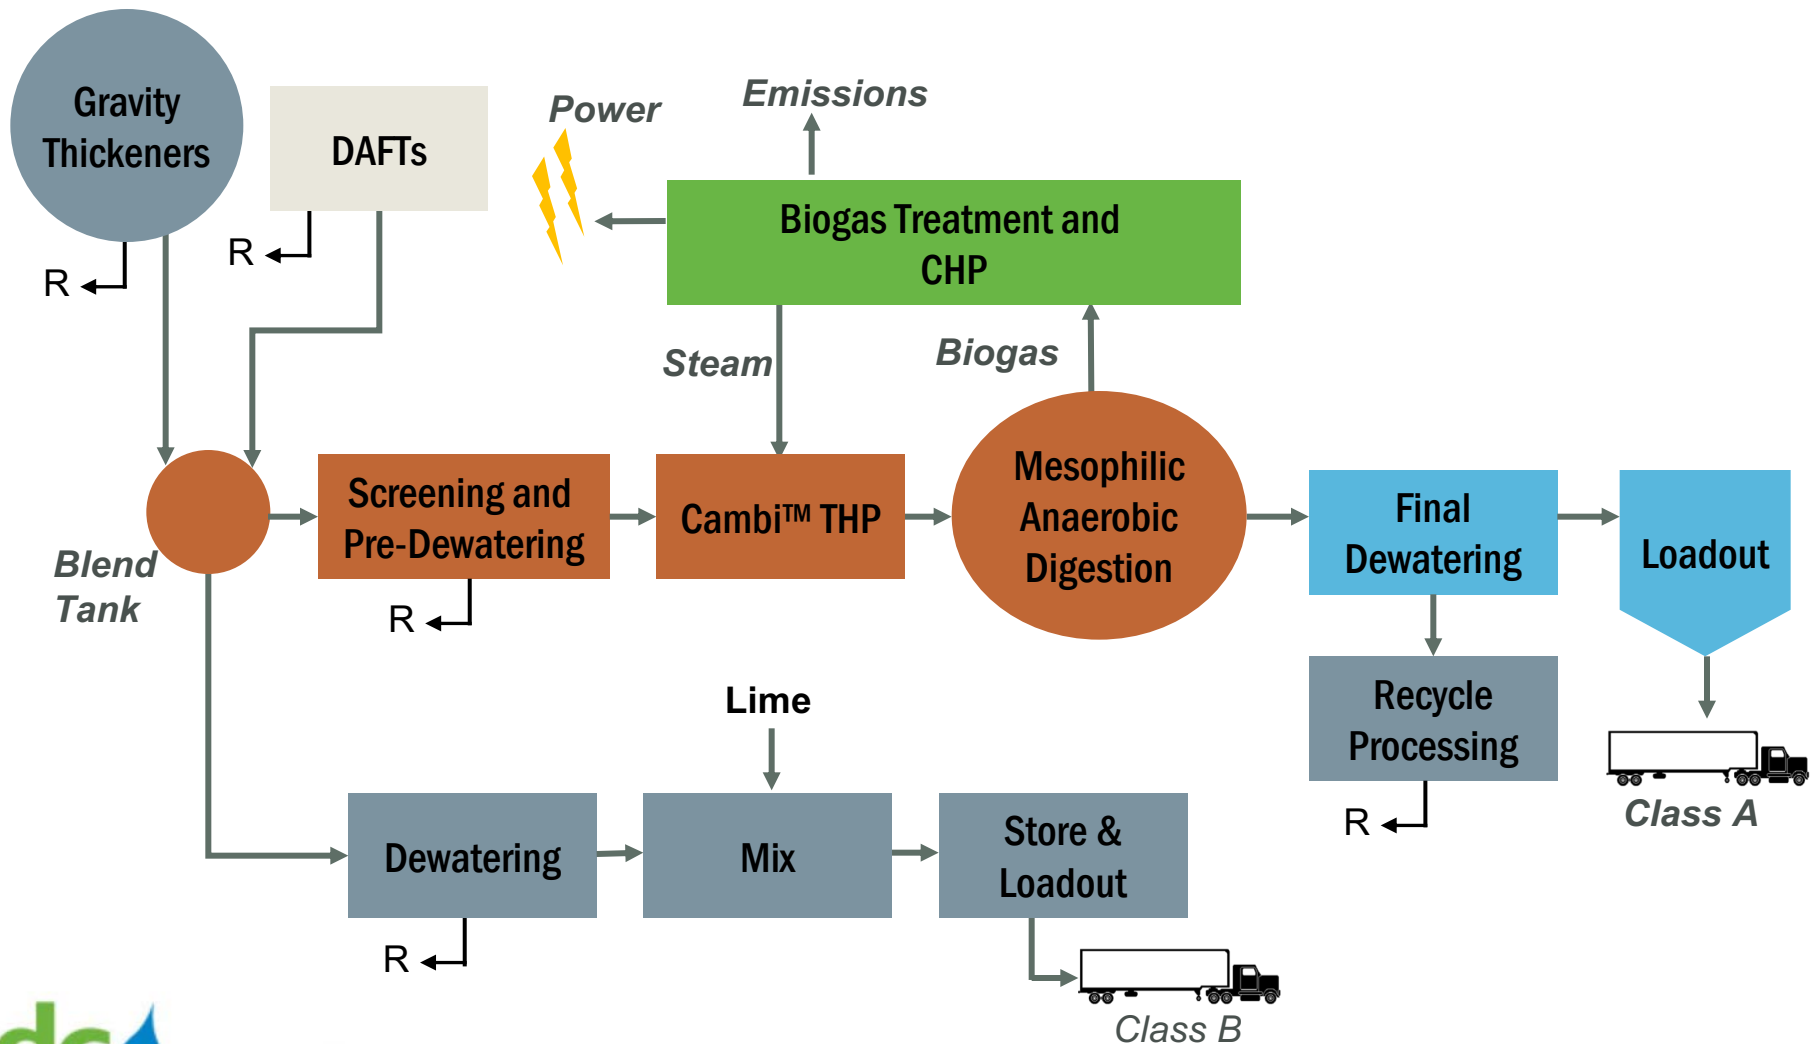 Gravity
Thickeners
DAFTs
Power
Emissions
Biogas Treatment and
CHP
R
R
Steam
Biogas
Blend
Tank
Screening and
Pre-Dewatering
R
Cambi™ THP
Mesophilic
Anaerobic
Digestion
Final
Dewatering
Loadout
Recycle
Processing
R
Class A
Lime
Dewatering
R
Mix
Store &
Loadout
Class B